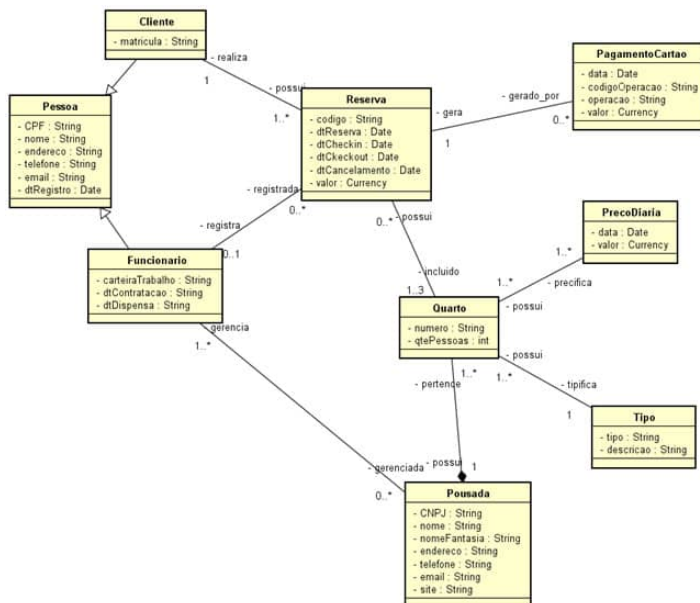 Cliente
- matricula : String
- realiza
1
- possui
1..*
PagamentoCartao
- data : Date
- codigoOperacao : String
- operacao : String
- valor : Currency
- gerado_por
0..*
- gera
1
Pessoa
- CPF : String
- nome : String
- endereco : String
- telefone : String
- email : String
- dtRegistro : Date
Reserva
- codigo : String
- dtReserva : Date
- dtCheckin : Date
- dtCkeckout : Date
- dtCancelamento : Date
- valor : Currency
- registrada
0..*
- registra
0..1
0..*
- possui
PrecoDiaria
- data : Date
- valor : Currency
1..*
- precifica
Funcionario
- carteiraTrabalho : String
- dtContratacao : String
- dtDispensa : String
- incluido
1..3
1..*
- possui
Quarto
- numero : String
- qtePessoas : int
gerencia
1..*
- possui
1..*
- tipifica
1
1..*
- pertence
Tipo
- tipo : String
- descricao : String
- gerenciada
0..*
- possui
1
Pousada
- CNPJ : String
- nome : String
- nomeFantasia : String
- endereco : String
- telefone : String
- email : String
- site : String